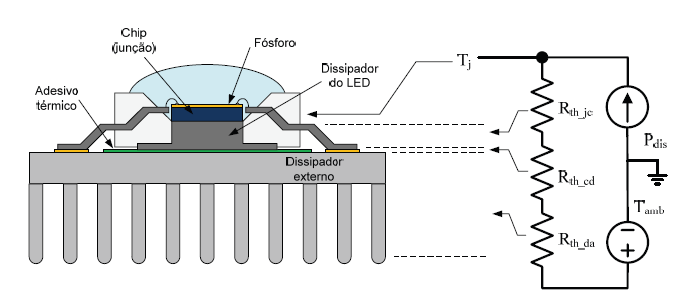 Chip
(junção)
Fósforo
Dissipador
do LED
Adesivo
térmico
Dissipador
externo
Tj
Rth_jc
Pdis
Rth_cd
Tamb
Rth_da